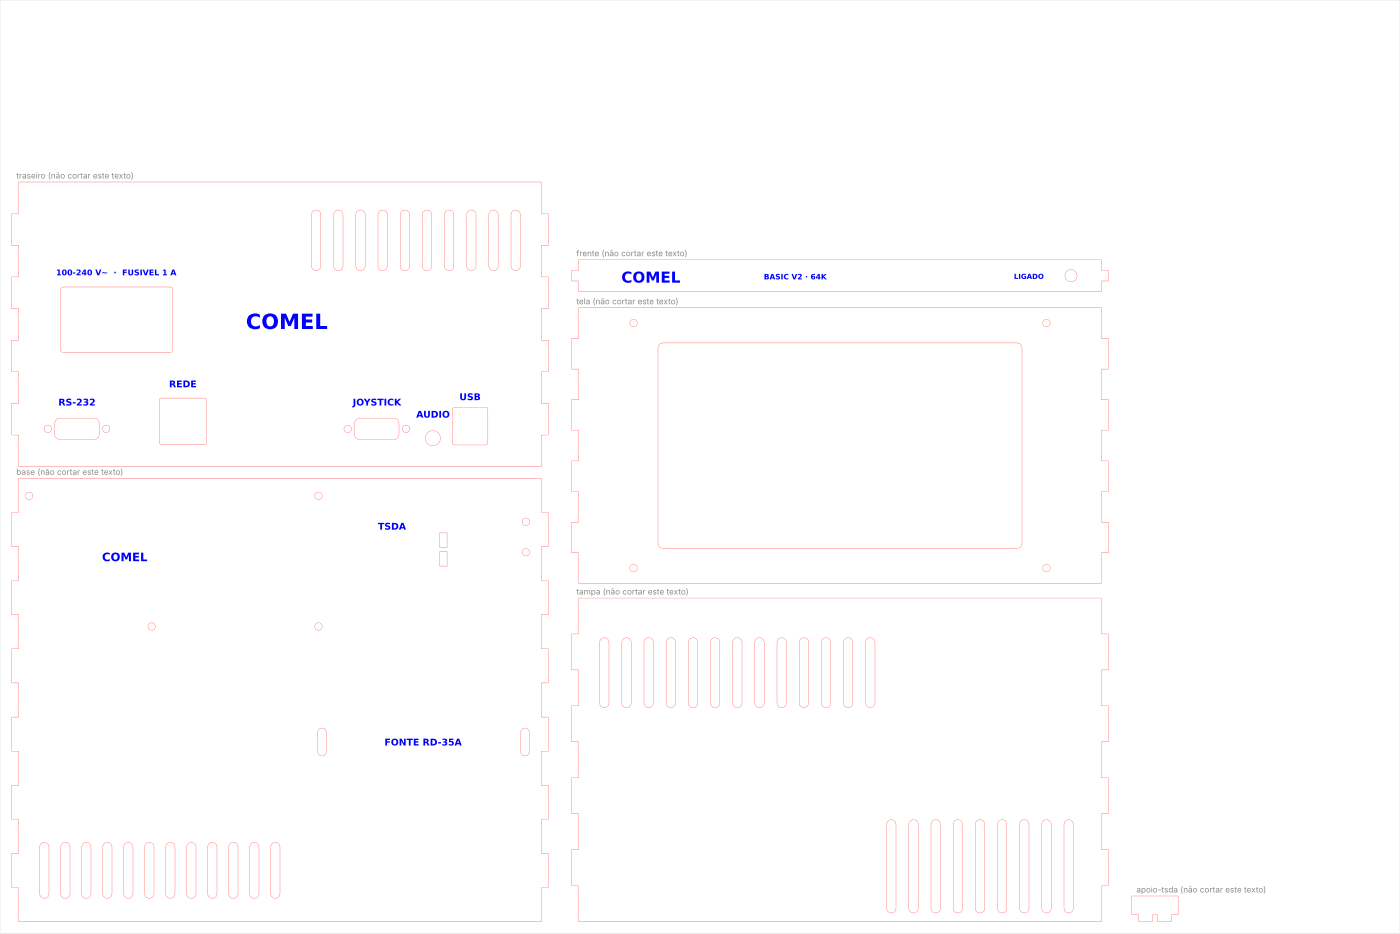 traseiro (não cortar este texto)
100-240 V~ · FUSIVEL 1 A
COMEL
REDE
RS-232
JOYSTICK
USB
AUDIO
base (não cortar este texto)
TSDA
COMEL
FONTE RD-35A
frente (não cortar este texto)
COMEL
BASIC V2 · 64K
LIGADO
tela (não cortar este texto)
tampa (não cortar este texto)
apoio-tsda (não cortar este texto)